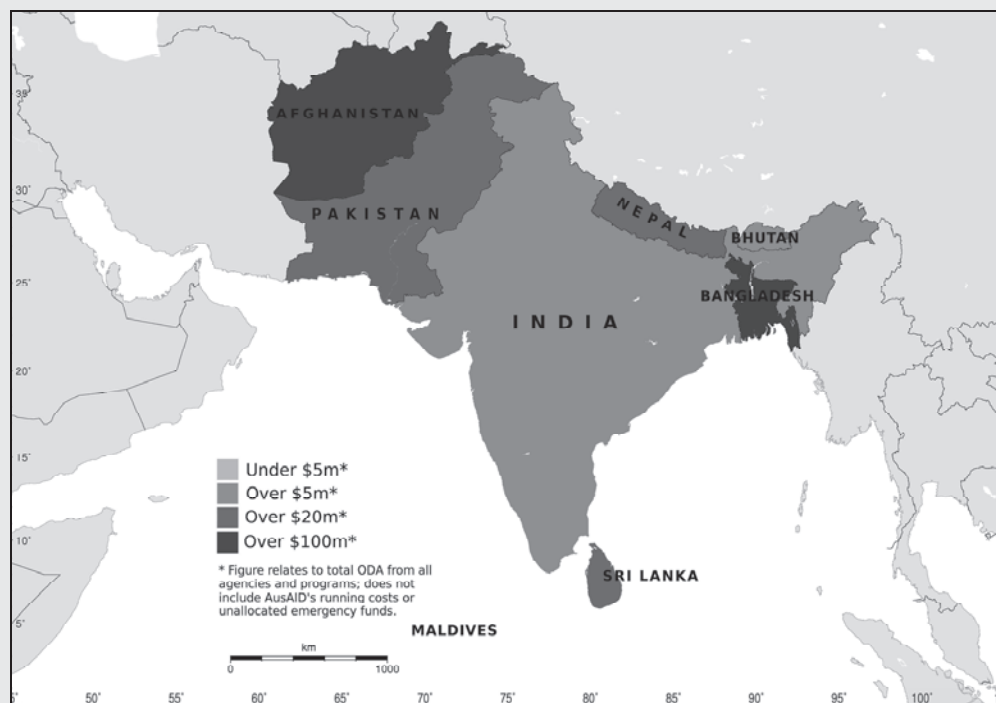 35˚
AFGHANISTAN
30˚
PAKISTAN
NEPAL
BHUTAN
25˚
BANGLADESH
INDIA
20˚
15˚
Under $5m*
Over $5m*
Over $20m*
Over $100m*
10˚
* Figure relates to total ODA from all
agencies and programs; does not
include AusAID's running costs or
unallocated emergency funds.
SRI LANKA
5˚
MALDIVES
km
0 1000
50˚ 55˚ 60˚ 65˚ 70˚ 75˚ 80˚ 85˚ 90˚ 95˚ 100˚